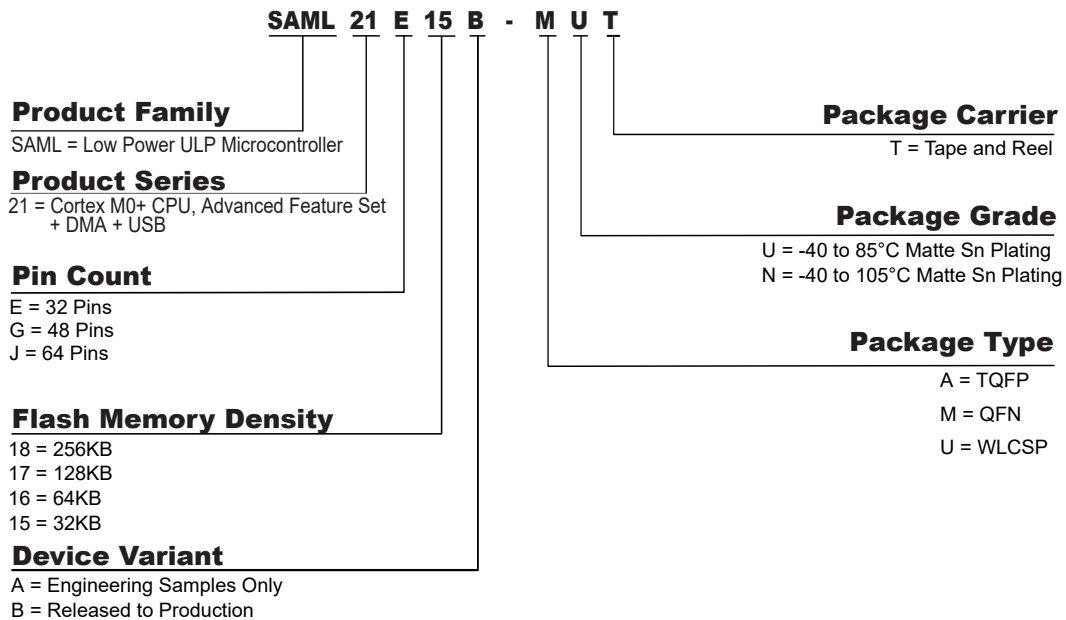 SAML 21 E 15 B - M U T
Product Family
SAML = Low Power ULP Microcontroller
Product Series
21 = Cortex M0+ CPU, Advanced Feature Set
+ DMA + USB
Pin Count
E = 32 Pins
G = 48 Pins
J = 64 Pins
Flash Memory Density
18 = 256KB
17 = 128KB
16 = 64KB
15 = 32KB
Device Variant
A = Engineering Samples Only
B = Released to Production
Package Carrier
T = Tape and Reel
Package Grade
U = -40 to 85°C Matte Sn Plating
N = -40 to 105°C Matte Sn Plating
Package Type
A = TQFP
M = QFN
U = WLCSP